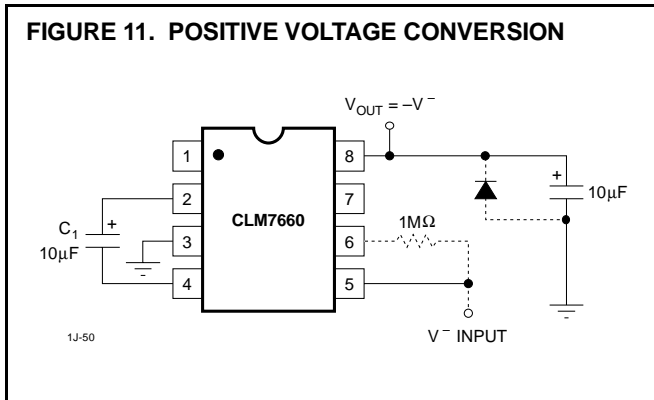 FIGURE 11. POSITIVE VOLTAGE CONVERSION
VOUT = –V–
1
8
2
7
CLM7660
3
6
4
5
C1
+
10µF
1MΩ
+
10µF
V– INPUT
1J-50